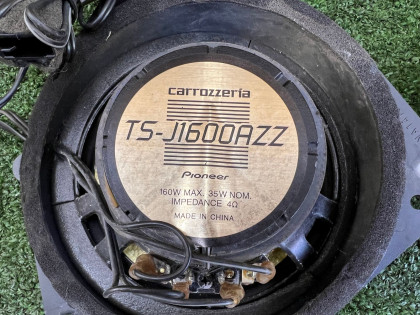 carrozzeria
TS-J1600AZZ
Pioneer
160W MAX. 35W NOM.
IMPEDANCE 4Ω
MADE IN CHINA